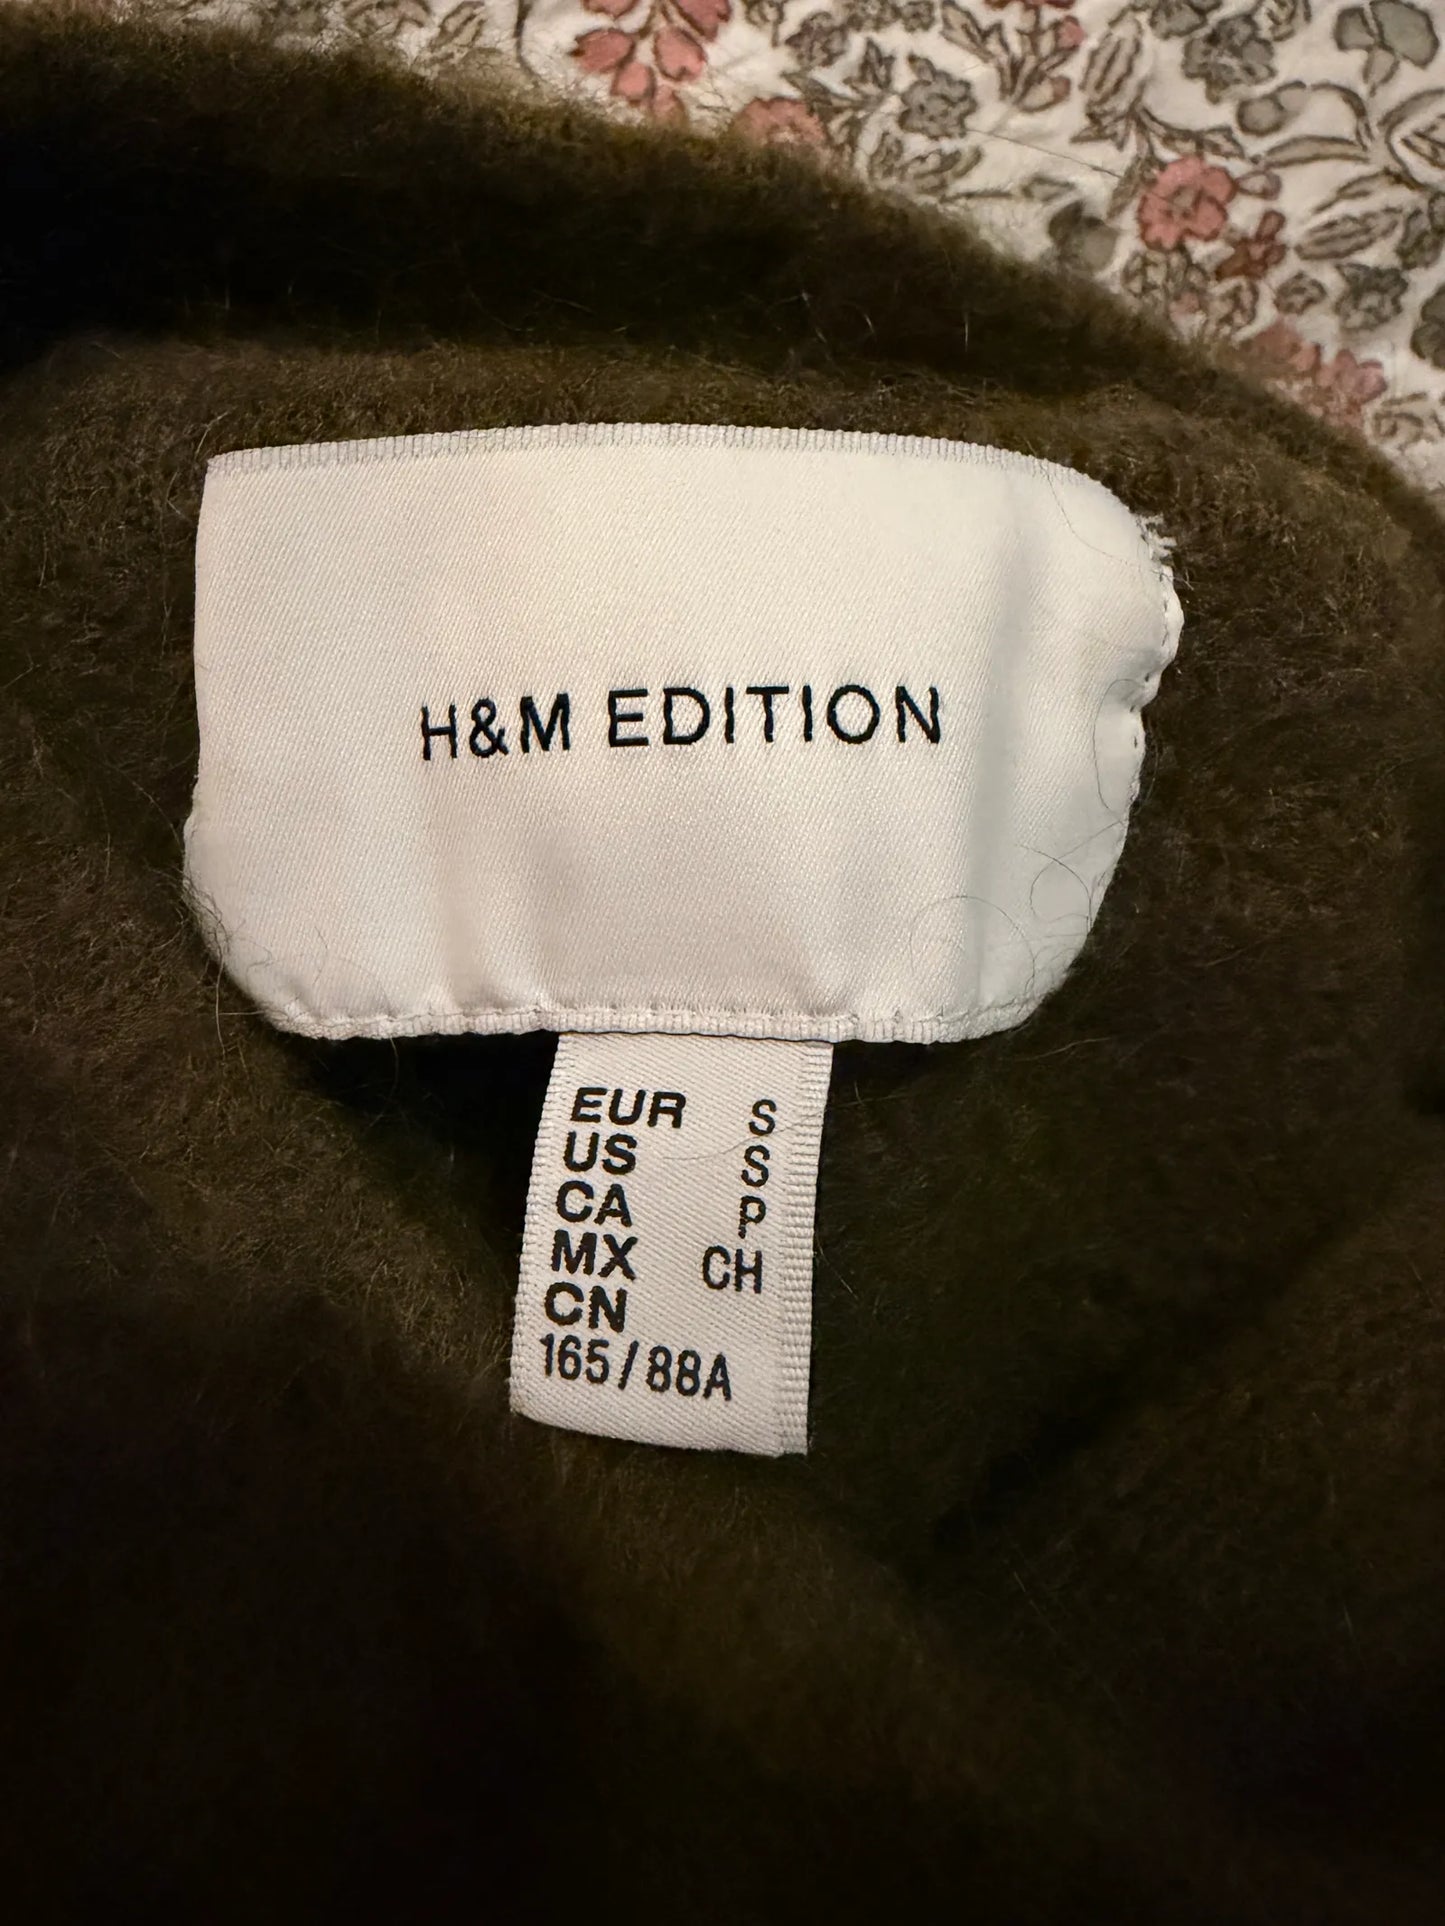 H&M EDITION
EUR S
US S
CA P
MX CH
CN
165/88A